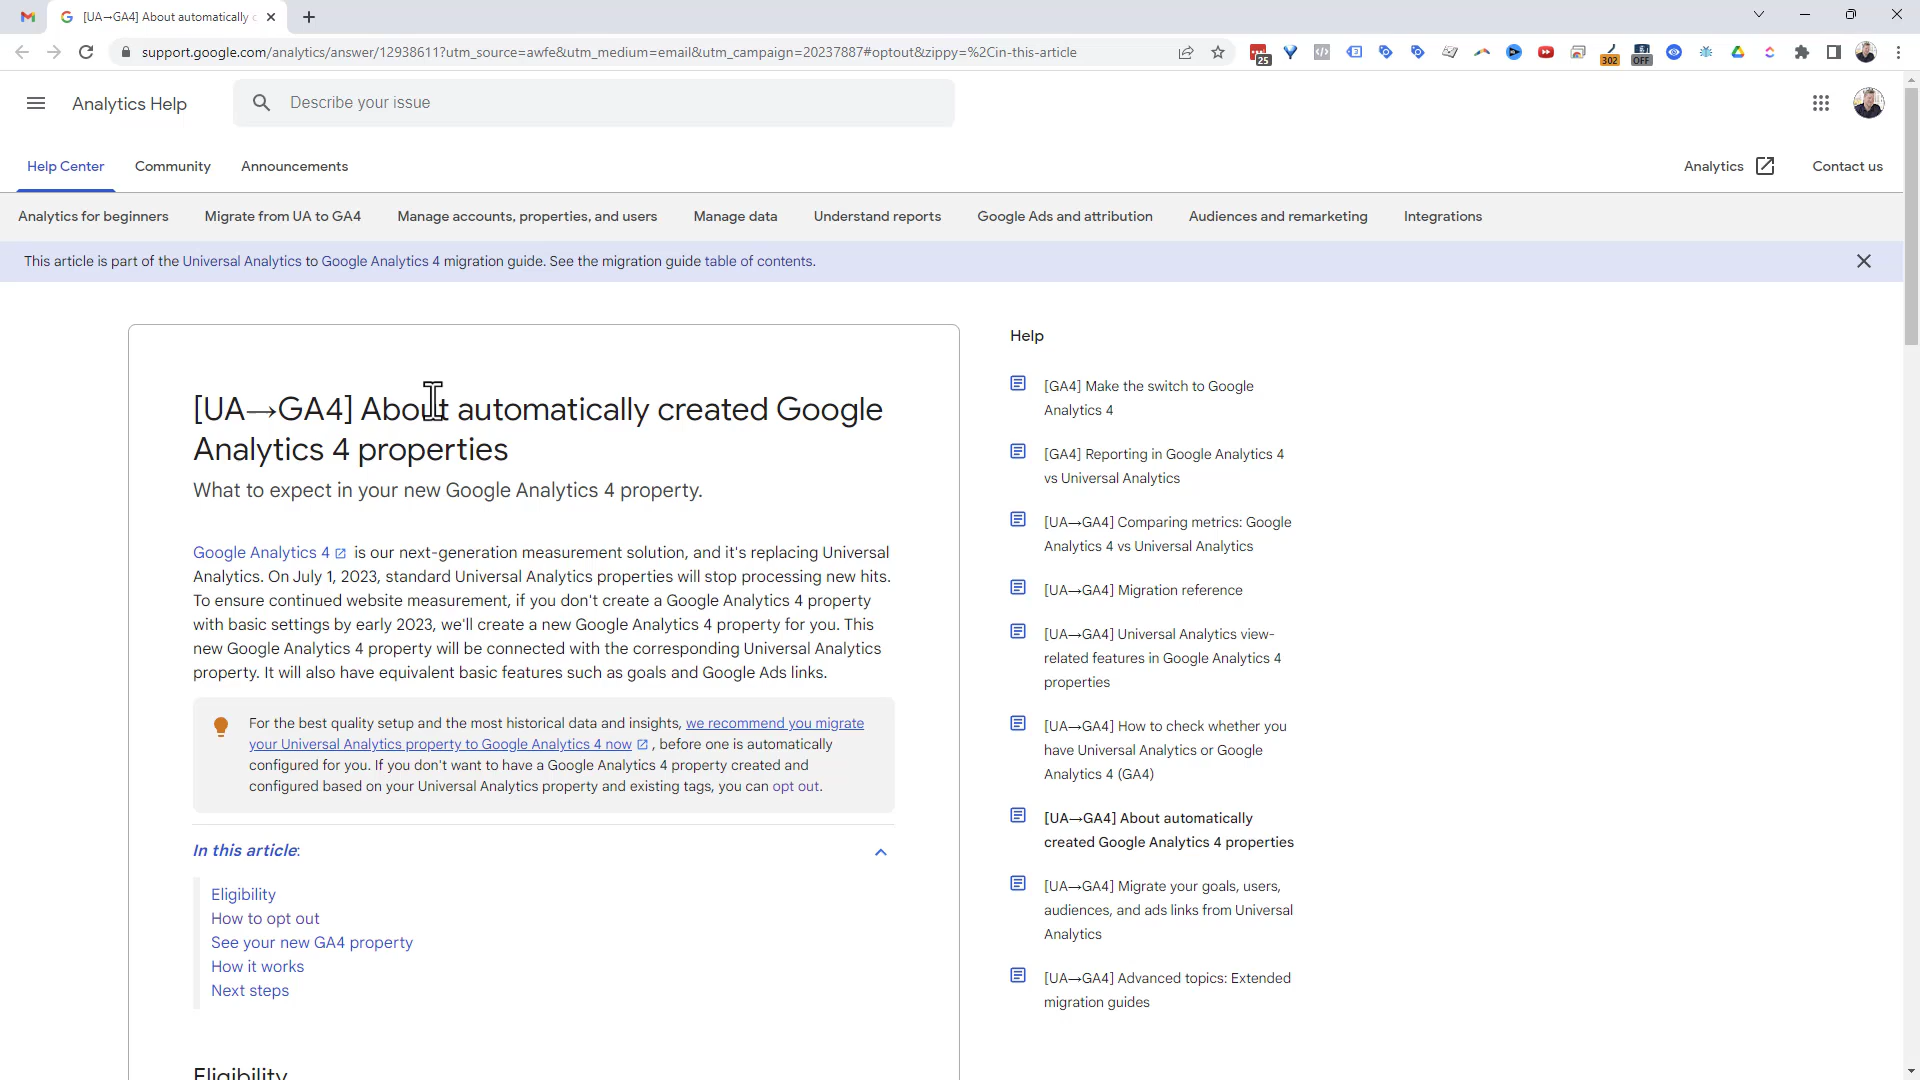 [UA→GA4] About automatically c
support.google.com/analytics/answer/12938611?utm_source=awfe&utm_medium=email&utm_campaign=20237887#optout&zippy=%2Cin-this-article
25
302
OFF
Analytics Help
Describe your issue
Help Center
Community
Announcements
Analytics
Contact us
Analytics for beginners
Migrate from UA to GA4
Manage accounts, properties, and users
Manage data
Understand reports
Google Ads and attribution
Audiences and remarketing
Integrations
This article is part of the Universal Analytics to Google Analytics 4 migration guide. See the migration guide table of contents.
[UA→GA4] About automatically created Google
Analytics 4 properties
What to expect in your new Google Analytics 4 property.
Google Analytics 4 is our next-generation measurement solution, and it's replacing Universal
Analytics. On July 1, 2023, standard Universal Analytics properties will stop processing new hits.
To ensure continued website measurement, if you don't create a Google Analytics 4 property
with basic settings by early 2023, we'll create a new Google Analytics 4 property for you. This
new Google Analytics 4 property will be connected with the corresponding Universal Analytics
property. It will also have equivalent basic features such as goals and Google Ads links.
For the best quality setup and the most historical data and insights, we recommend you migrate
your Universal Analytics property to Google Analytics 4 now , before one is automatically
configured for you. If you don't want to have a Google Analytics 4 property created and
configured based on your Universal Analytics property and existing tags, you can opt out.
In this article:
Eligibility
How to opt out
See your new GA4 property
How it works
Next steps
Eligibility
Help
[GA4] Make the switch to Google
Analytics 4
[GA4] Reporting in Google Analytics 4
vs Universal Analytics
[UA→GA4] Comparing metrics: Google
Analytics 4 vs Universal Analytics
[UA→GA4] Migration reference
[UA→GA4] Universal Analytics view-
related features in Google Analytics 4
properties
[UA→GA4] How to check whether you
have Universal Analytics or Google
Analytics 4 (GA4)
[UA→GA4] About automatically
created Google Analytics 4 properties
[UA→GA4] Migrate your goals, users,
audiences, and ads links from Universal
Analytics
[UA→GA4] Advanced topics: Extended
migration guides